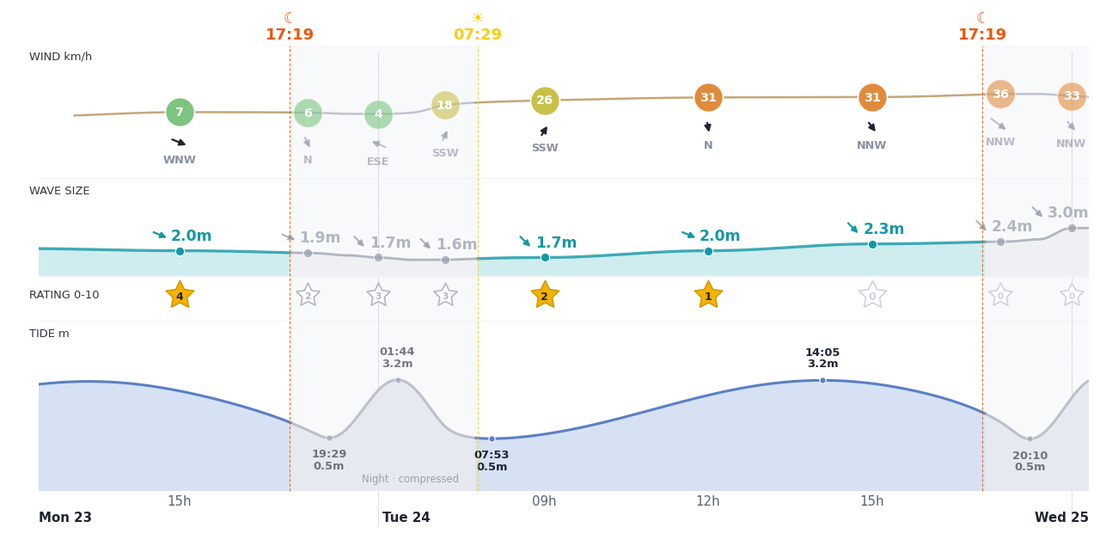 ☾ ☀ ☾
17:19 07:29 17:19
WIND km/h
7 6 4 18 26 31 31 36 33
WNW N ESE SSW SSW N NNW NNW NNW
WAVE SIZE
2.0m 1.9m 1.7m 1.6m 1.7m 2.0m 2.3m 2.4m 3.0m
RATING 0-10
4 2 3 3 2 1 0 0 0
TIDE m
01:44 14:05
3.2m 3.2m
19:29 07:53 20:10
0.5m 0.5m 0.5m
Night · compressed
15h 09h 12h 15h
Mon 23 Tue 24 Wed 25